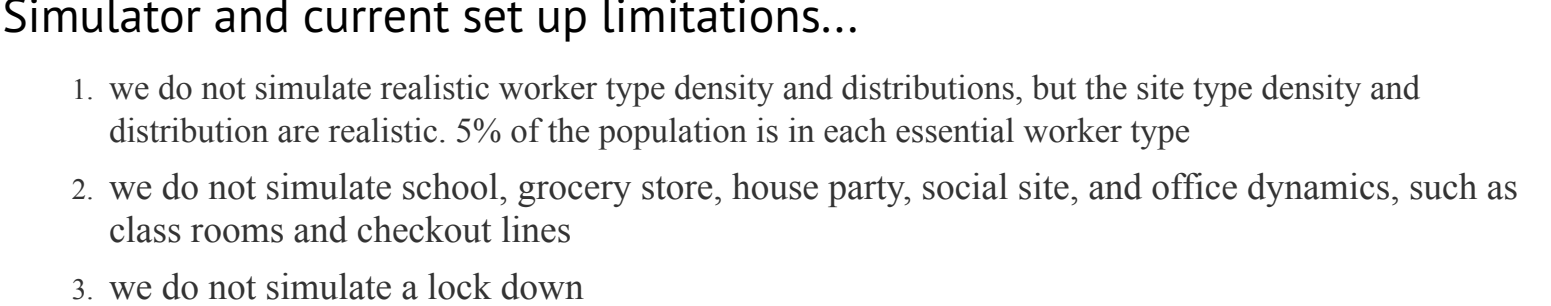 Simulator and current set up limitations...
1. we do not simulate realistic worker type density and distributions, but the site type density and
distribution are realistic. 5% of the population is in each essential worker type
2. we do not simulate school, grocery store, house party, social site, and office dynamics, such as
class rooms and checkout lines
3. we do not simulate a lock down